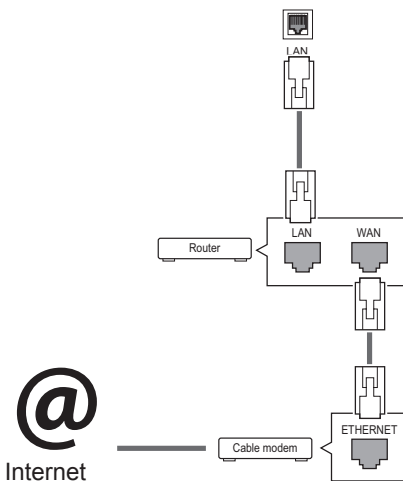 LAN
LAN WAN
Router
ETHERNET
@
Cable modem
Internet